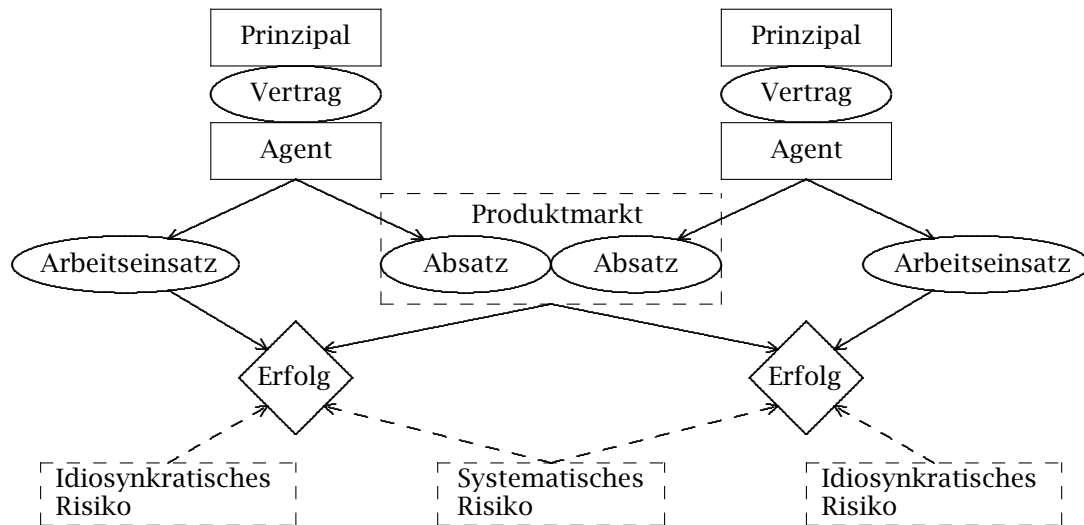 Prinzipal
Prinzipal
Vertrag
Vertrag
Agent
Agent
Produktmarkt
Arbeitseinsatz
Absatz
Absatz
Arbeitseinsatz
Erfolg
Erfolg
Idiosynkratisches
Risiko
Systematisches
Risiko
Idiosynkratisches
Risiko